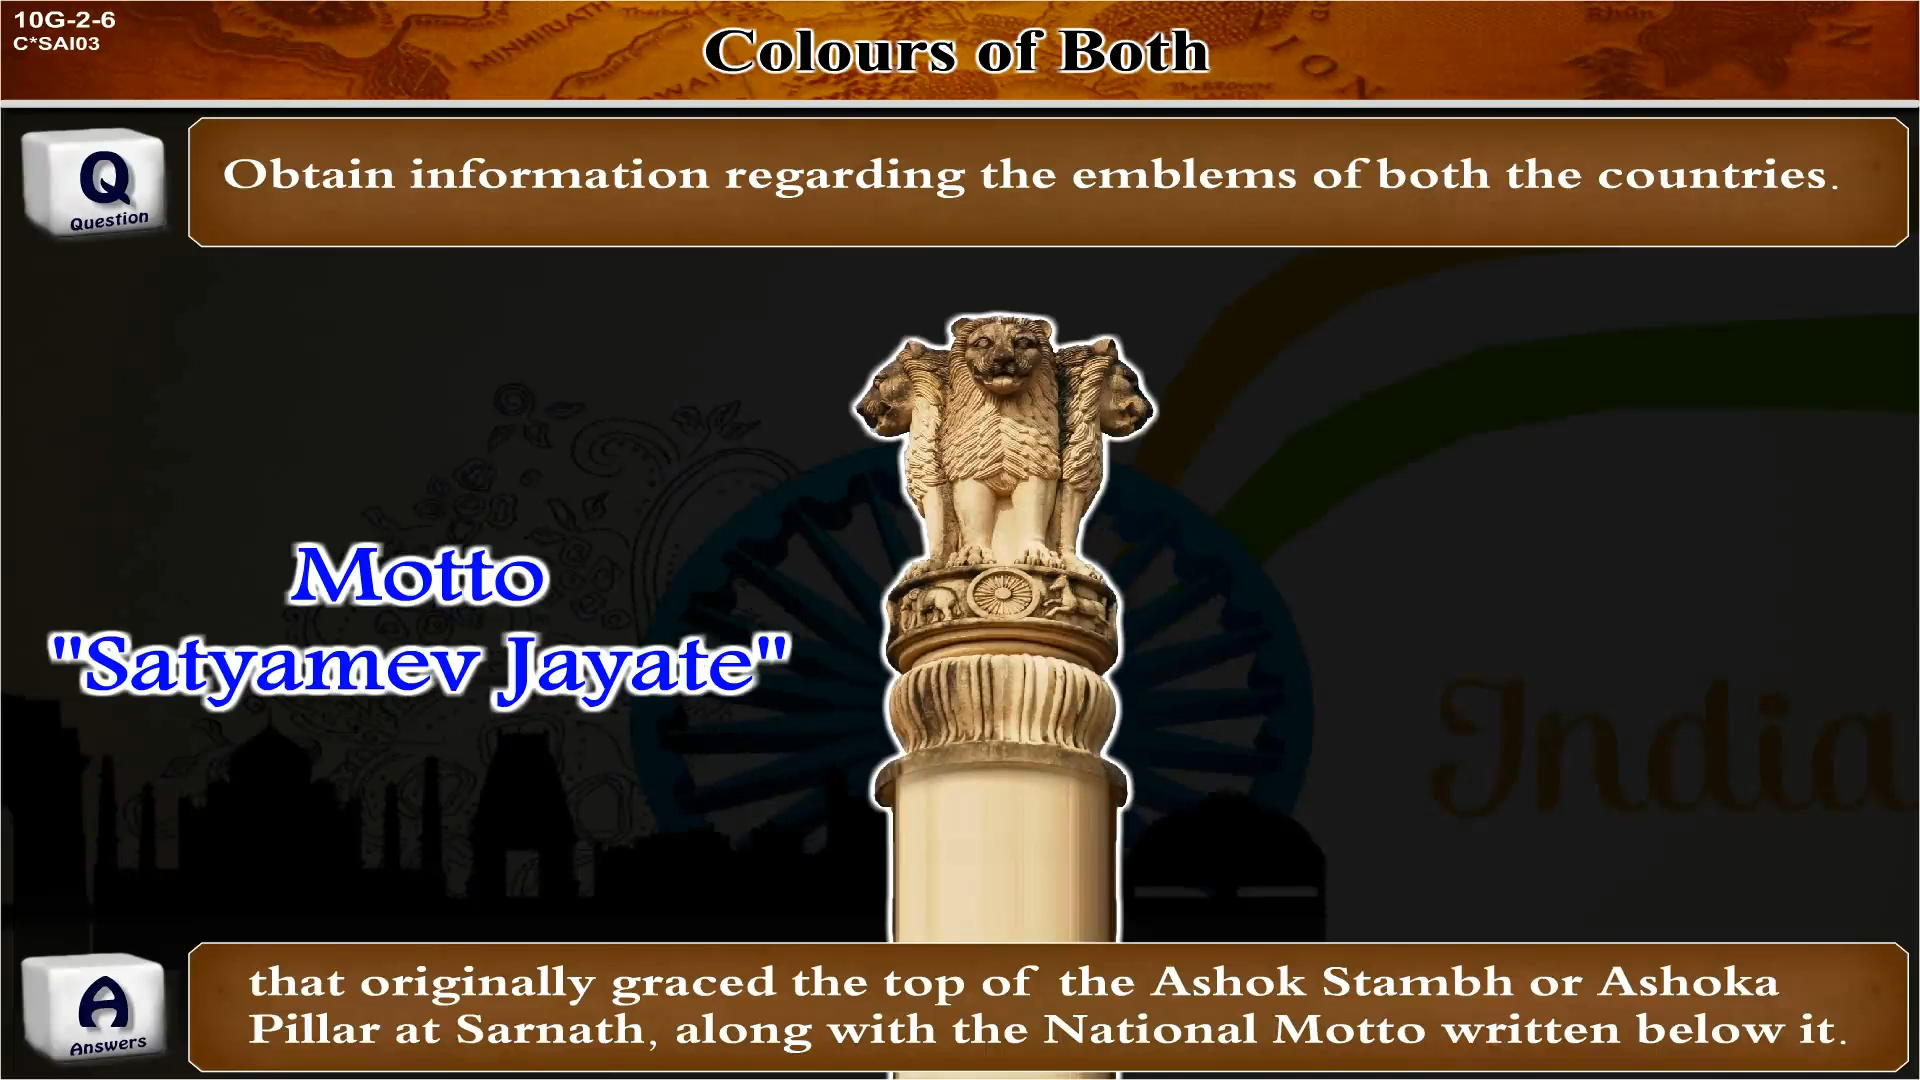 10G-2-6
C*SAI03
Colours of Both
Q
Question
Obtain information regarding the emblems of both the countries.
Motto
"Satyamev Jayate"
India
A
Answers
that originally graced the top of the Ashok Stambh or Ashoka
Pillar at Sarnath, along with the National Motto written below it.